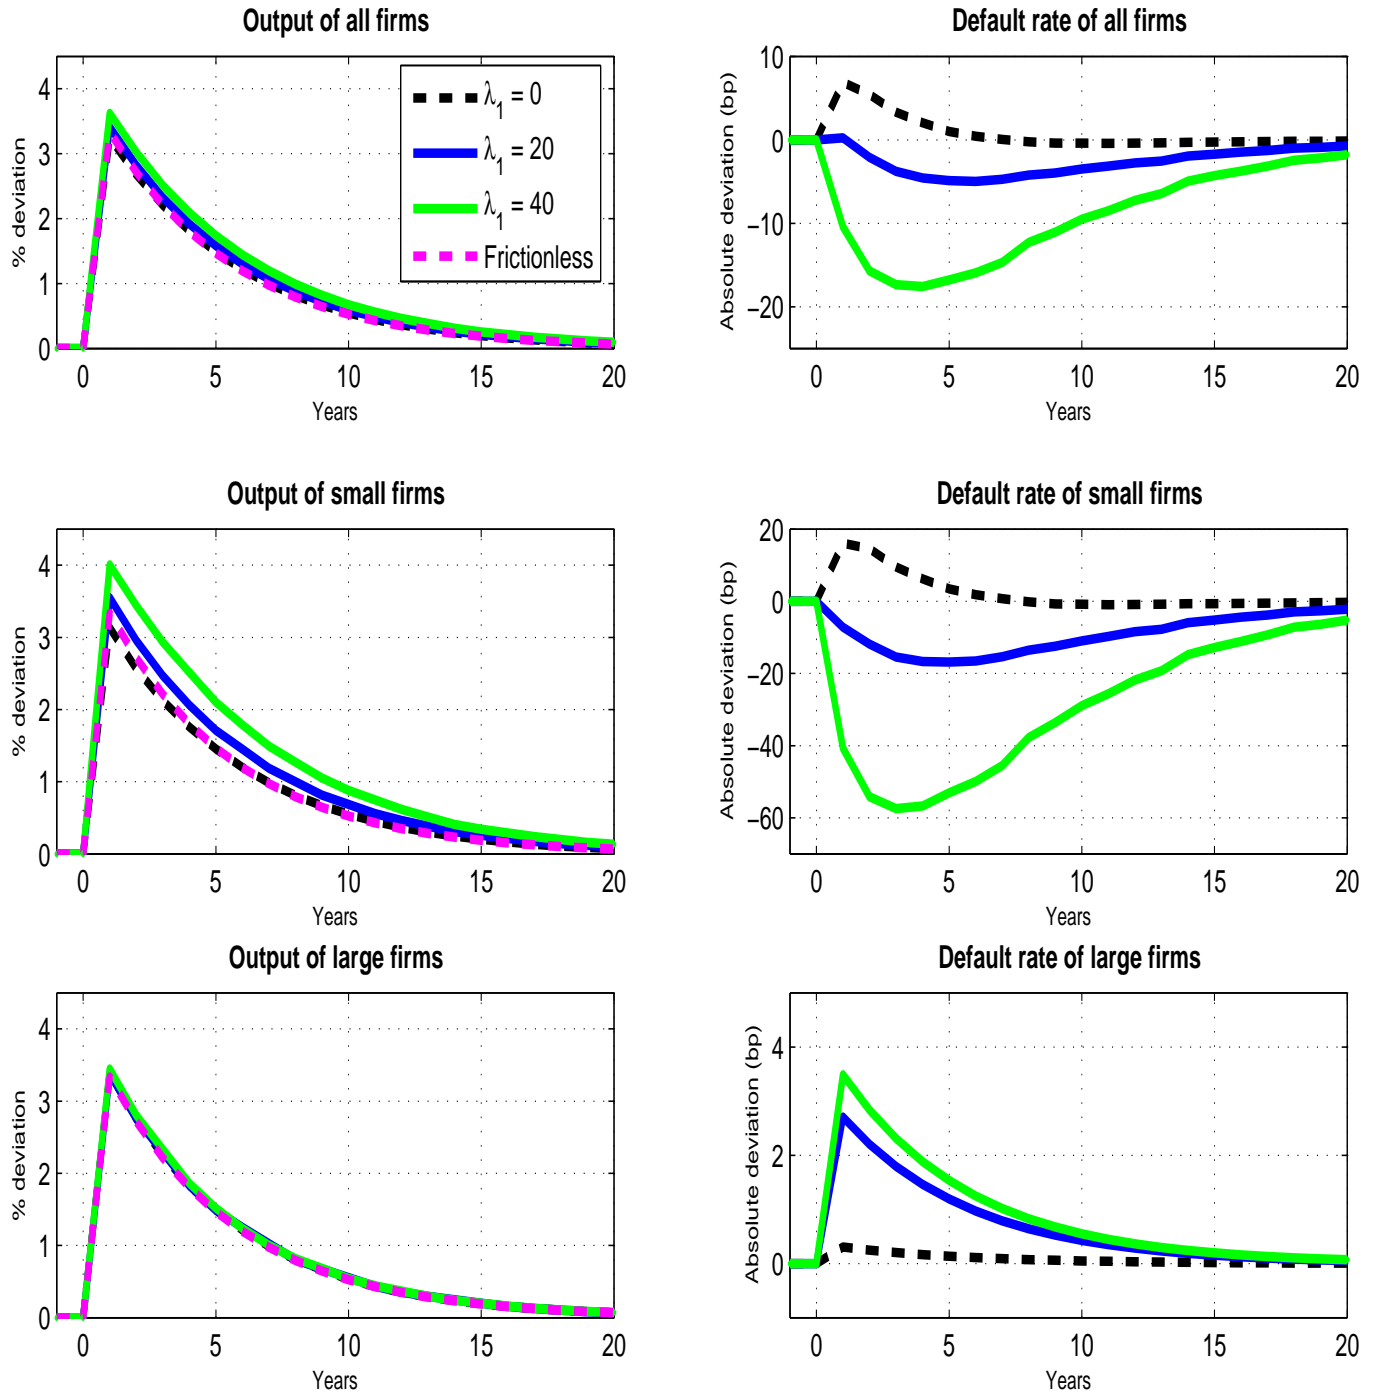 Output of all firms
% deviation
4
3
2
1
0
0 5 10 15 20
Years
λ1 = 0
λ1 = 20
λ1 = 40
Frictionless
Default rate of all firms
Absolute deviation (bp)
10
0
−10
−20
0 5 10 15 20
Years
Output of small firms
% deviation
4
3
2
1
0
0 5 10 15 20
Years
Default rate of small firms
Absolute deviation (bp)
20
0
−20
−40
−60
0 5 10 15 20
Years
Output of large firms
% deviation
4
3
2
1
0
0 5 10 15 20
Years
Default rate of large firms
Absolute deviation (bp)
4
2
0
0 5 10 15 20
Years